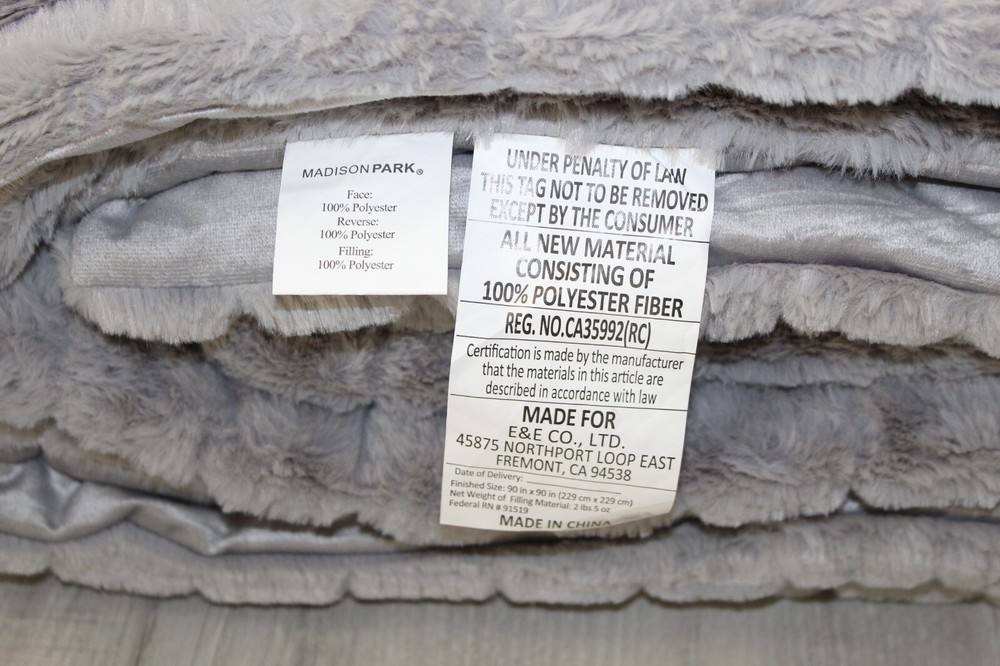 MADISONPARK®
Face:
100% Polyester
Reverse:
100% Polyester
Filling:
100% Polyester
UNDER PENALTY OF LAW
THIS TAG NOT TO BE REMOVED
EXCEPT BY THE CONSUMER
ALL NEW MATERIAL
CONSISTING OF
100% POLYESTER FIBER
REG. NO.CA35992(RC)
Certification is made by the manufacturer
that the materials in this article are
described in accordance with law
MADE FOR
E&E CO., LTD.
45875 NORTHPORT LOOP EAST
FREMONT, CA 94538
Date of Delivery:
Finished Size: 90 in x 90 in (229 cm x 229 cm)
Net Weight of Filling Material: 2 lbs 5 oz
Federal RN # 91519
MADE IN CHINA